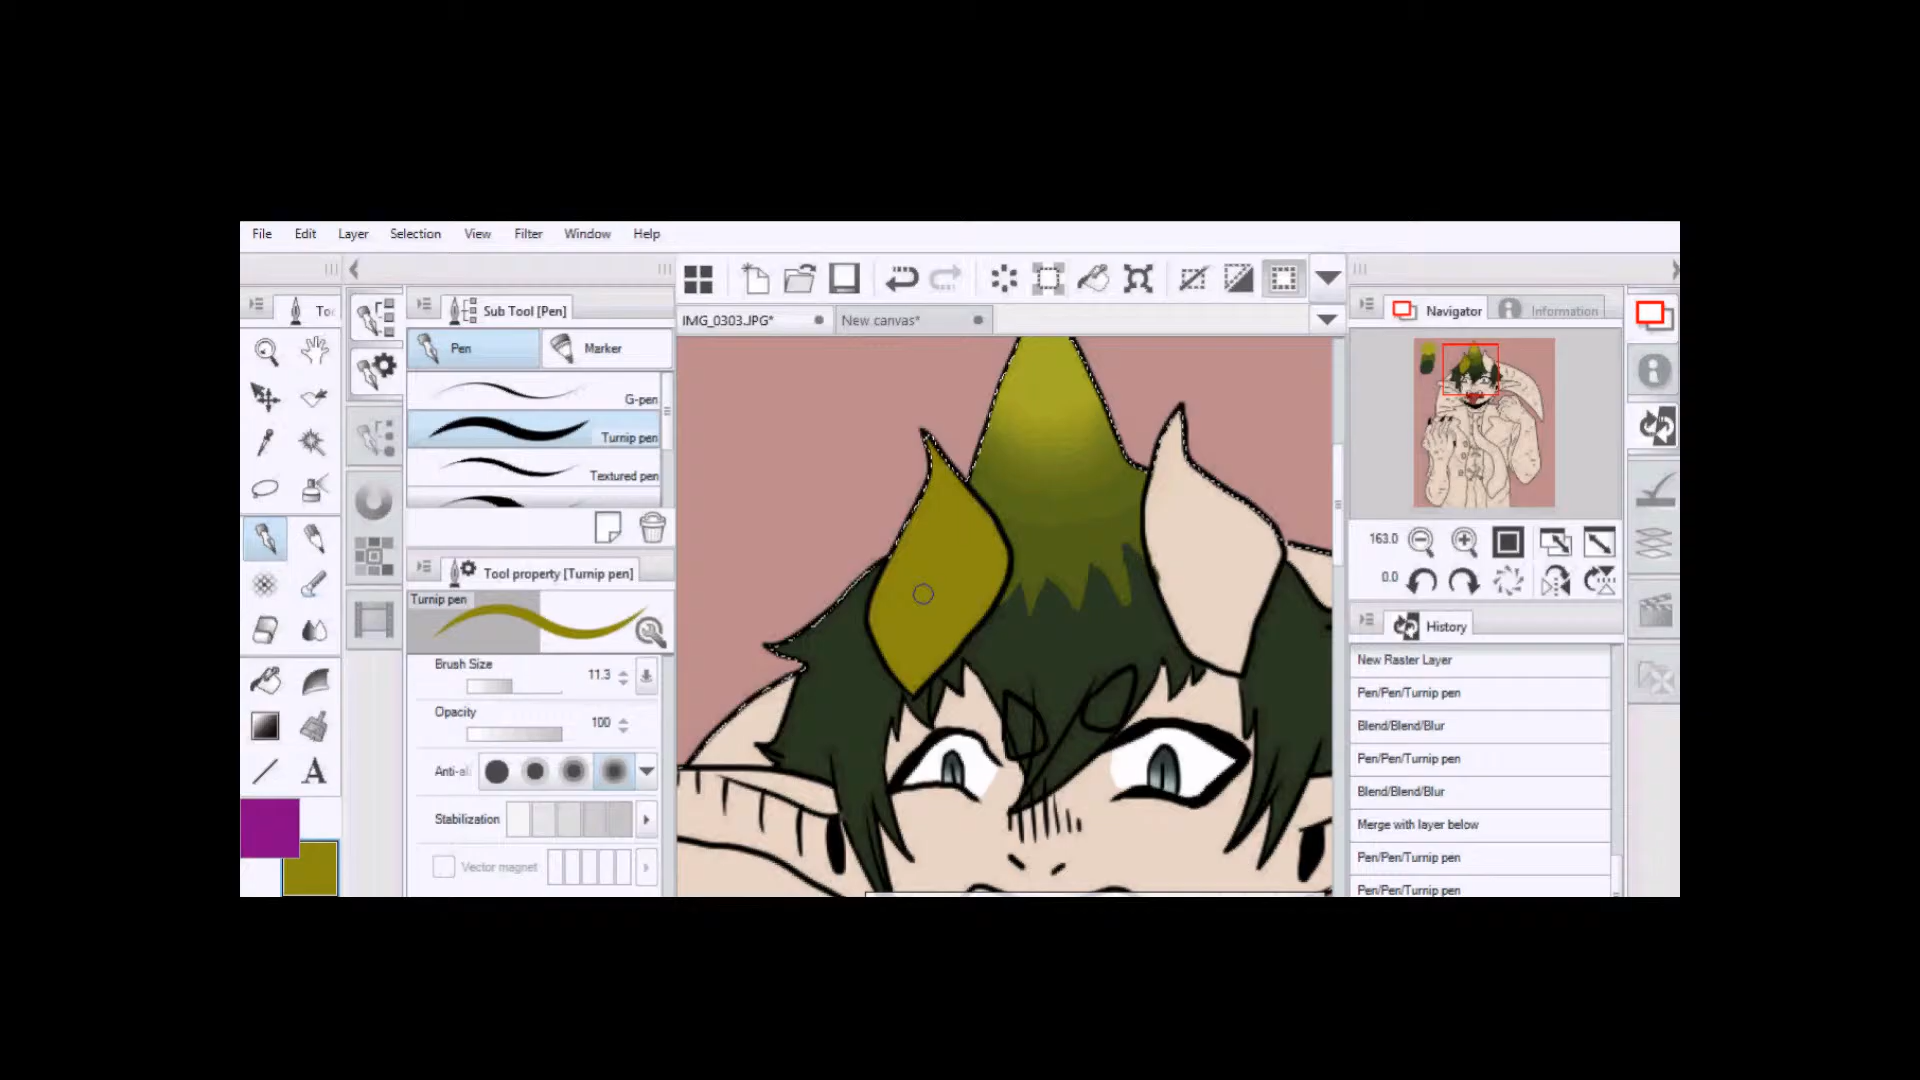 File Edit Layer Selection View Filter Window Help
Sub Tool [Pen]
IMG_0303.JPG* New canvas*
Navigator Information
Pen Marker
G-pen
Turnip pen
Textured pen
Tool property [Turnip pen]
Turnip pen
Brush Size 11.3
Opacity 100
Stabilization
Vector magnet
163.0
0.0
History
New Raster Layer
Pen/Pen/Turnip pen
Blend/Blend/Blur
Pen/Pen/Turnip pen
Blend/Blend/Blur
Merge with layer below
Pen/Pen/Turnip pen
Pen/Pen/Turnip pen